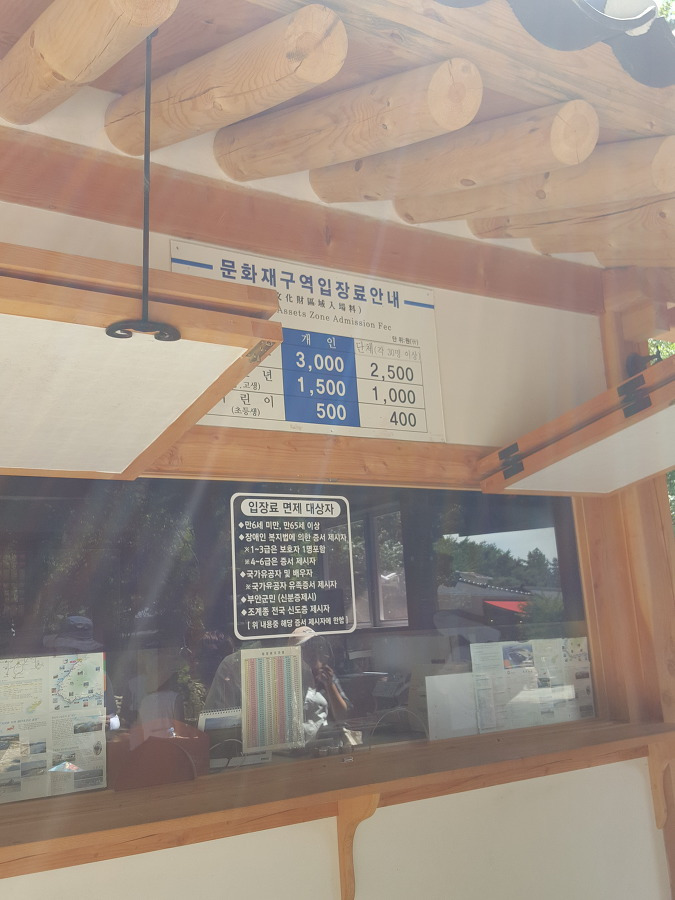 문화재구역입장료안내
化財區域入場料)
Assets Zone Admission Fee
단위:원(₩)
개 인 단체(각 30명 이상)
3,000 2,500
년 1,500 1,000
고생)
린 이 500 400
(초등생)
입장료 면제 대상자
◆만6세 미만, 만65세 이상
◆장애인 복지법에 의한 증서 제시자
※1~3급은 보호자 1명포함
※4~6급은 증서 제시자
◆국가유공자 및 배우자
※국가유공자 유족증서 제시자
◆부안군민 (신분증제시)
◆조계종 전국 신도증 제시자
[ 위 내용중 해당 증서 제시자에 한함 ]